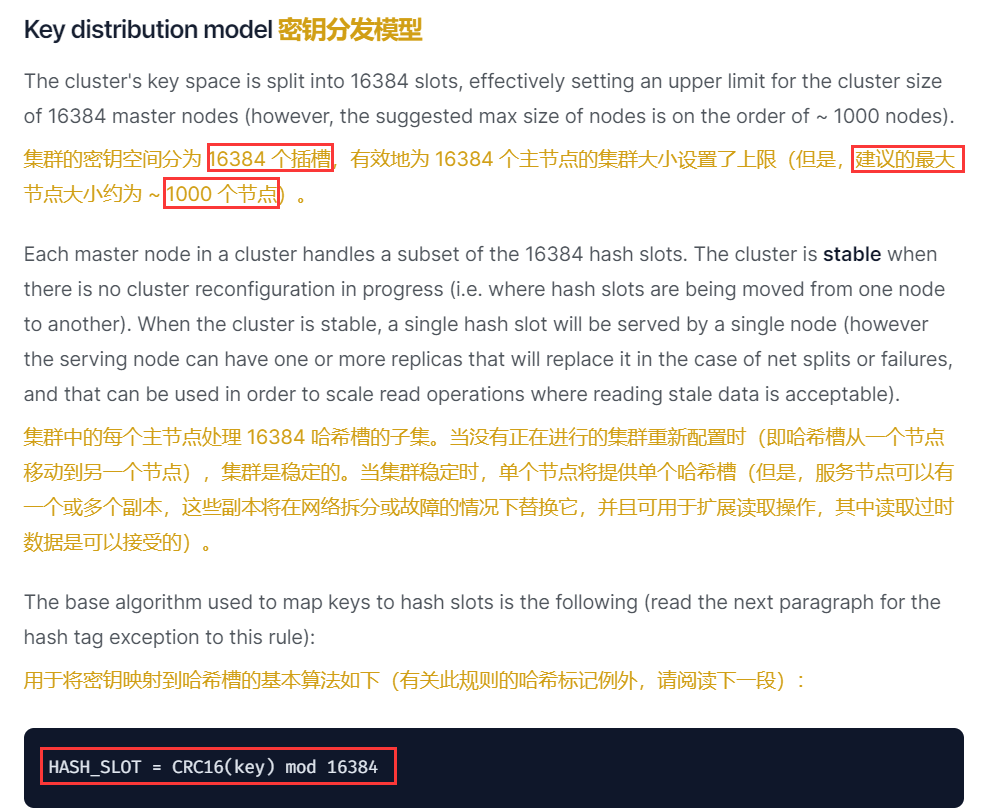 Key distribution model 密钥分发模型
The cluster's key space is split into 16384 slots, effectively setting an upper limit for the cluster size
of 16384 master nodes (however, the suggested max size of nodes is on the order of ~ 1000 nodes).
集群的密钥空间分为 16384 个插槽，有效地为 16384 个主节点的集群大小设置了上限（但是，建议的最大
节点大小约为 ~ 1000 个节点）。
Each master node in a cluster handles a subset of the 16384 hash slots. The cluster is stable when
there is no cluster reconfiguration in progress (i.e. where hash slots are being moved from one node
to another). When the cluster is stable, a single hash slot will be served by a single node (however
the serving node can have one or more replicas that will replace it in the case of net splits or failures,
and that can be used in order to scale read operations where reading stale data is acceptable).
集群中的每个主节点处理 16384 哈希槽的子集。当没有正在进行的集群重新配置时（即哈希槽从一个节点
移动到另一个节点），集群是稳定的。当集群稳定时，单个节点将提供单个哈希槽（但是，服务节点可以有
一个或多个副本，这些副本将在网络拆分或故障的情况下替换它，并且可用于扩展读取操作，其中读取过时
数据是可以接受的）。
The base algorithm used to map keys to hash slots is the following (read the next paragraph for the
hash tag exception to this rule):
用于将密钥映射到哈希槽的基本算法如下（有关此规则的哈希标记例外，请阅读下一段）：
HASH_SLOT = CRC16(key) mod 16384